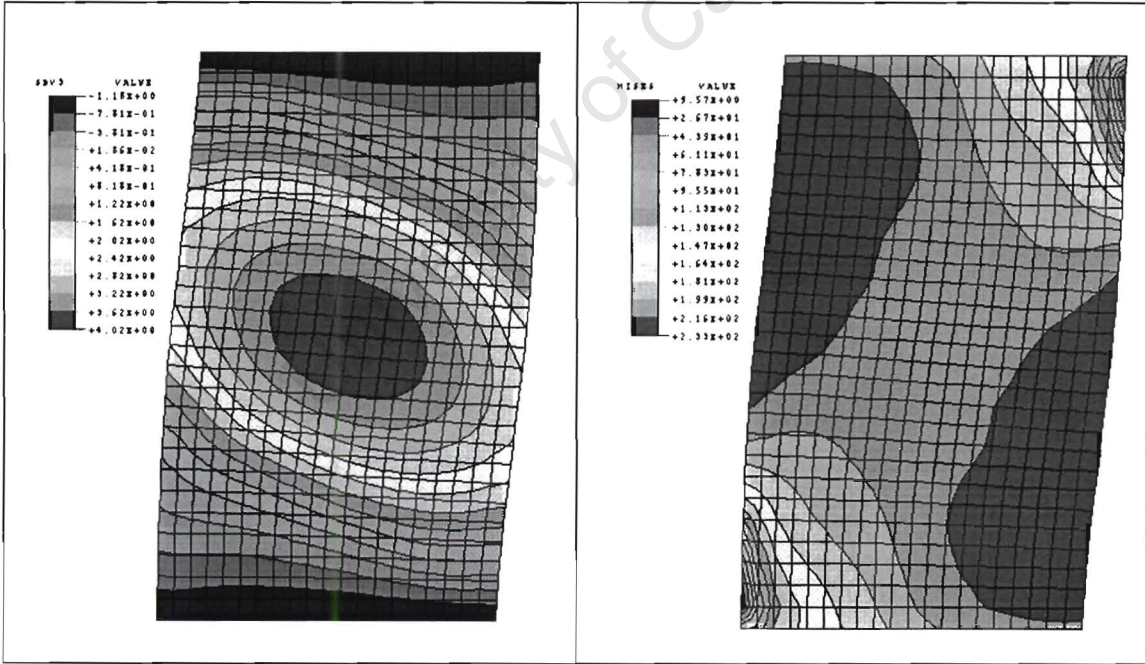 ity of Ca
SDV3 VALUE
-1.18E+00
-7.81E-01
-3.81E-01
+1.86E-02
+4.18E-01
+8.18E-01
+1.22E+00
+1.62E+00
+2.02E+00
+2.42E+00
+2.82E+00
+3.22E+00
+3.62E+00
+4.02E+00
MISES VALUE
+9.57E+00
+2.67E+01
+4.39E+01
+6.11E+01
+7.83E+01
+9.55E+01
+1.13E+02
+1.30E+02
+1.47E+02
+1.64E+02
+1.81E+02
+1.99E+02
+2.16E+02
+2.33E+02